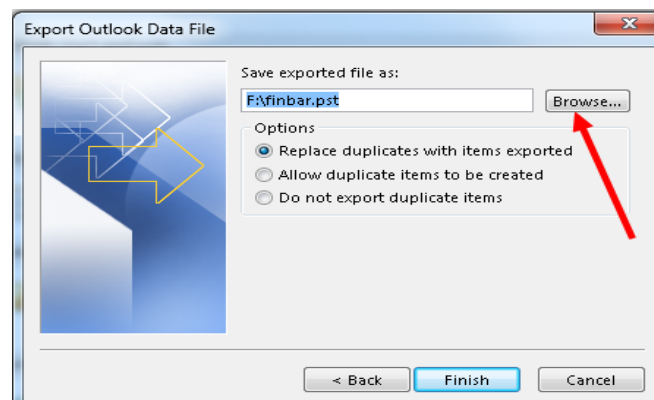 Export Outlook Data File
Save exported file as:
F:\finbar.pst
Browse...
Options
Replace duplicates with items exported
Allow duplicate items to be created
Do not export duplicate items
< Back Finish Cancel